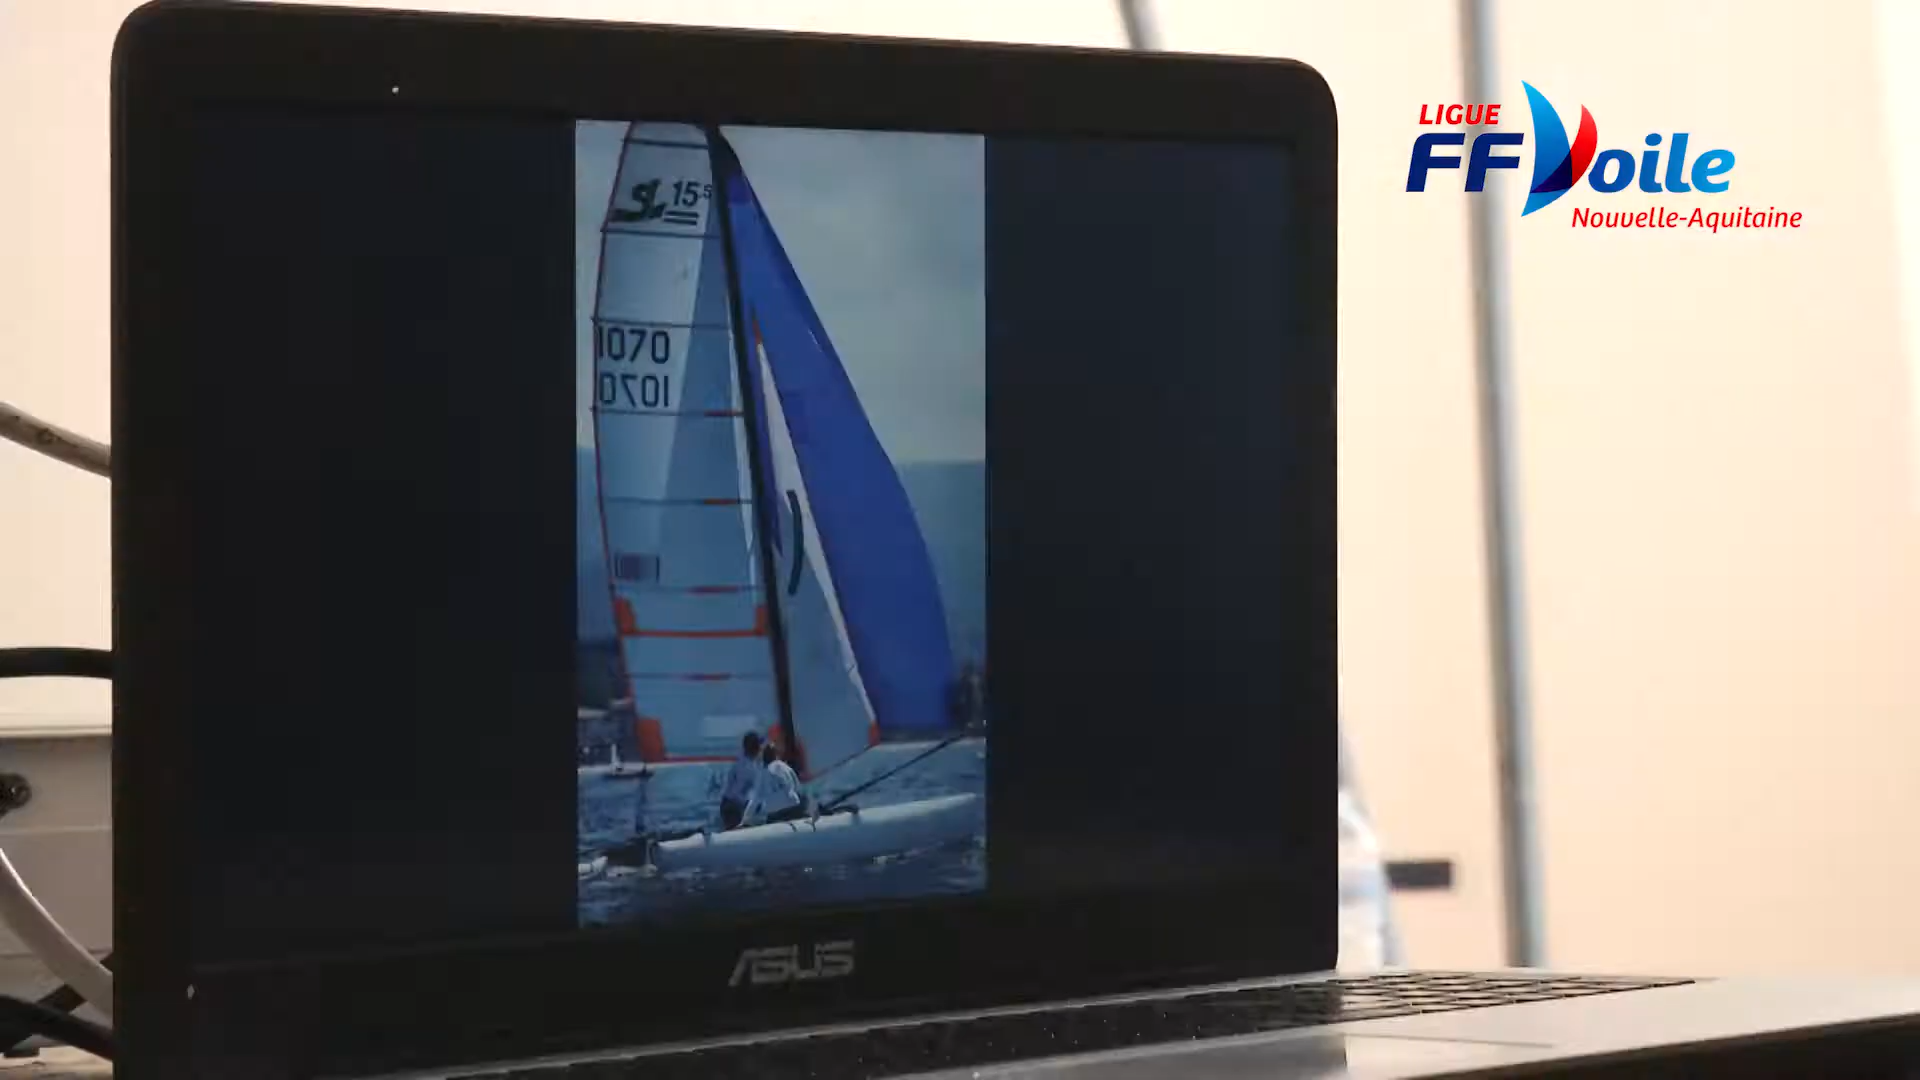 LIGUE
FFVoile
Nouvelle-Aquitaine
SL 15.5
1070
1070
ASUS